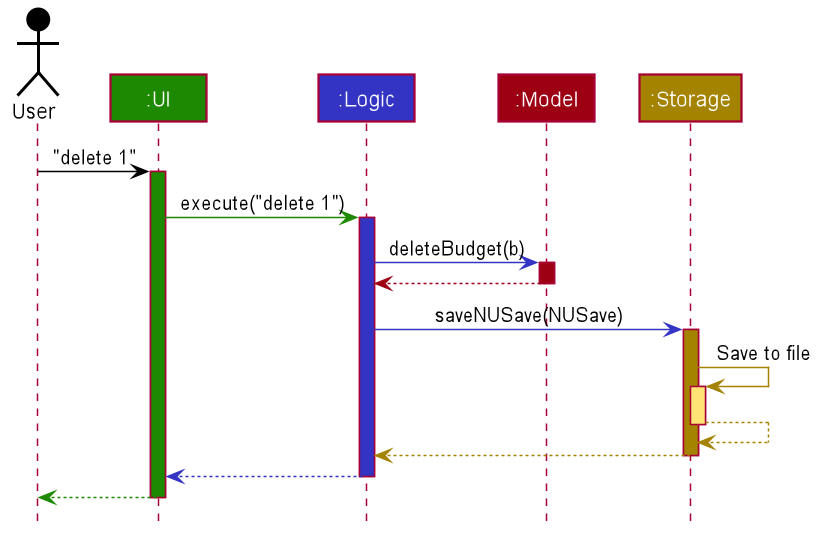 User
:UI
:Logic
:Model
:Storage
"delete 1"
execute("delete 1")
deleteBudget(b)
saveNUSave(NUSave)
Save to file